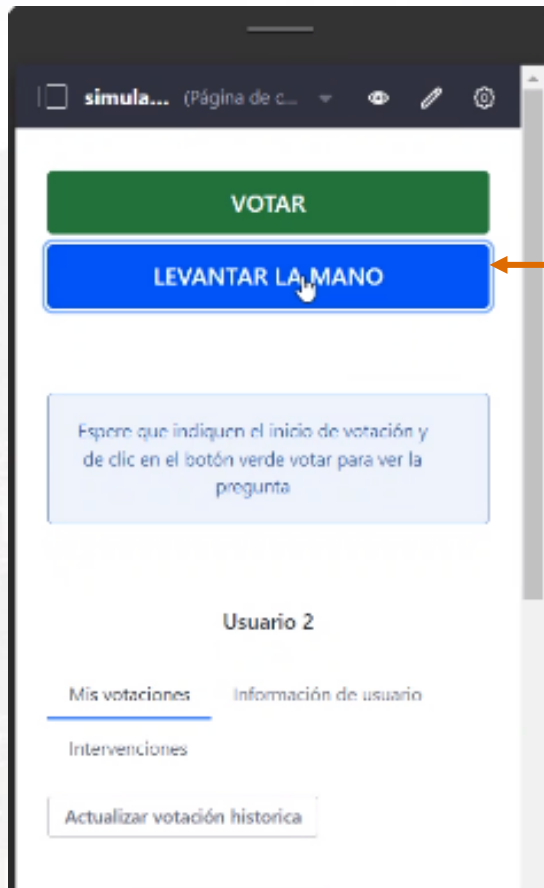 simula... (Página de c...
VOTAR
LEVANTAR LA MANO
Espere que indiquen el inicio de votación y
de clic en el botón verde votar para ver la
pregunta
Usuario 2
Mis votaciones Información de usuario
Intervenciones
Actualizar votación historica